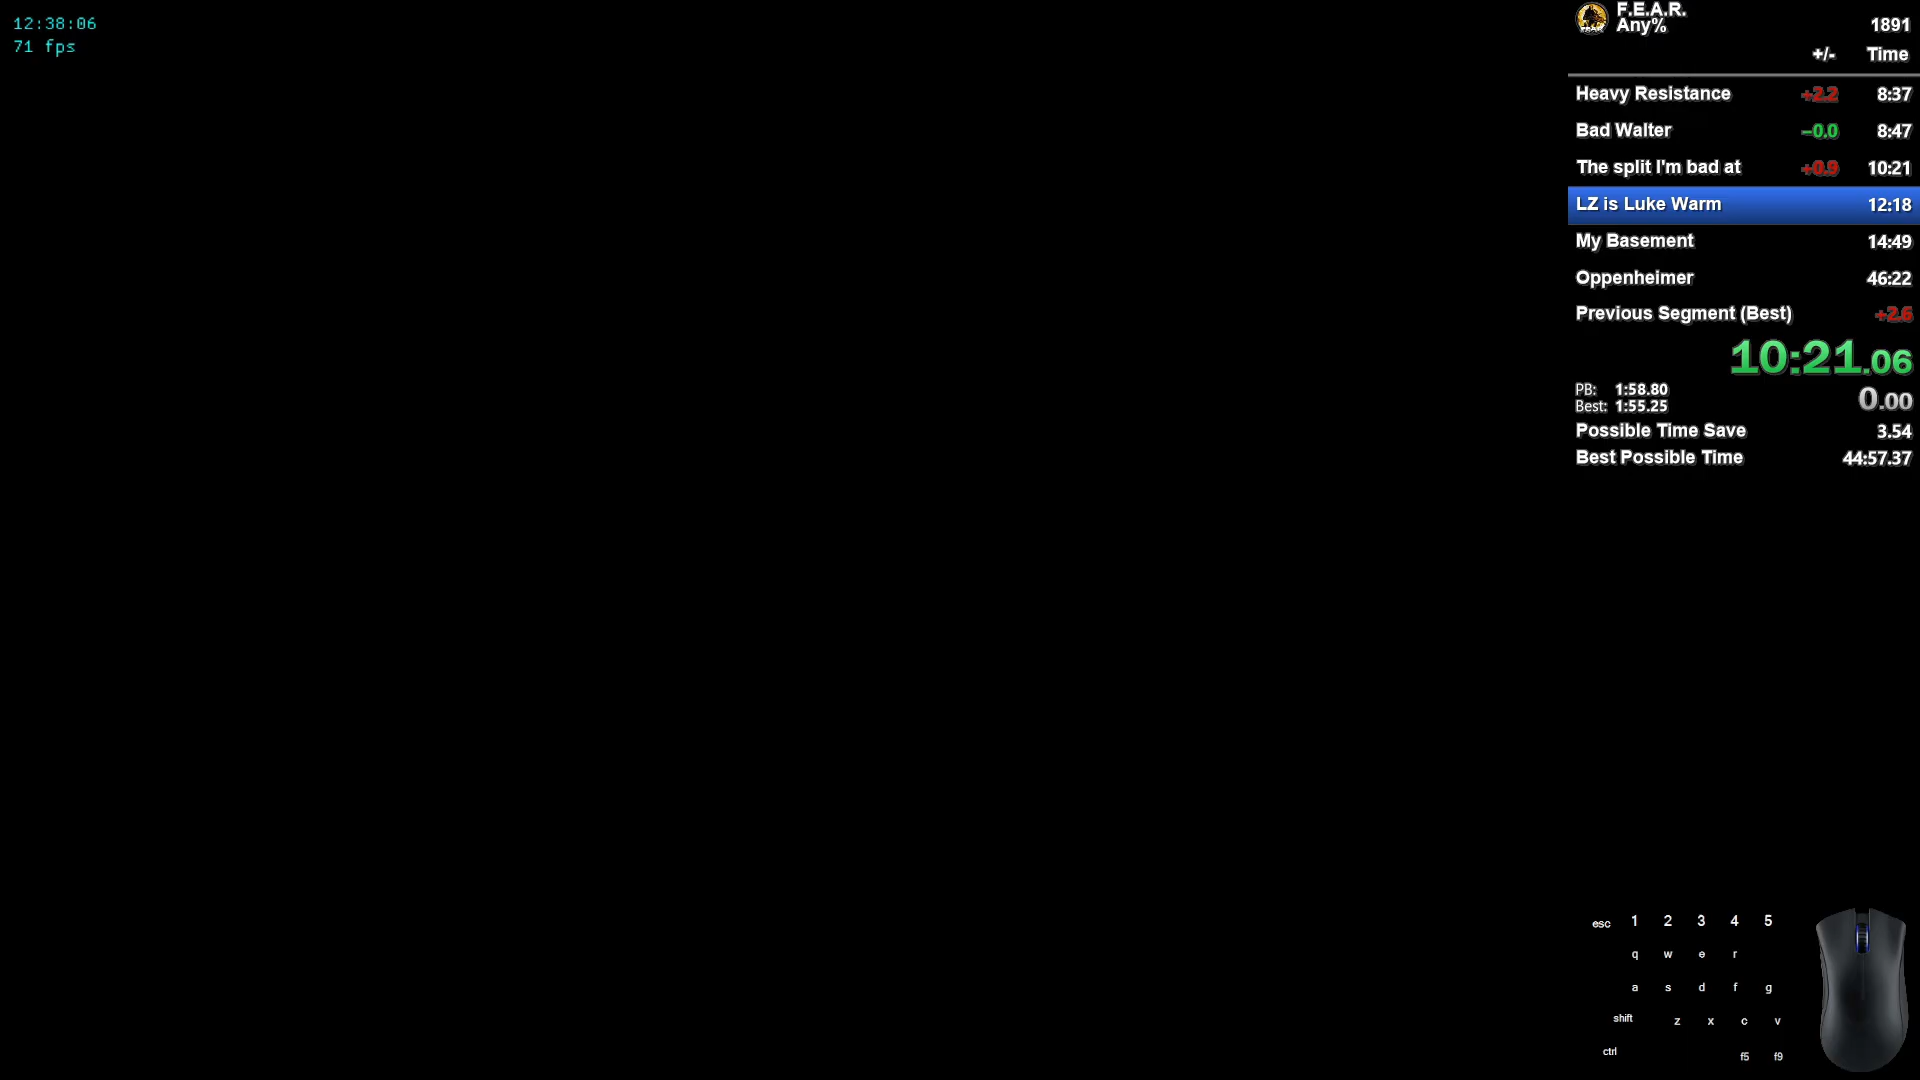 12:38:06
71 fps
F.E.A.R.
Any%
1891
+/- Time
Heavy Resistance +2.2 8:37
Bad Walter −0.0 8:47
The split I'm bad at +0.9 10:21
LZ is Luke Warm 12:18
My Basement 14:49
Oppenheimer 46:22
Previous Segment (Best) +2.6
10:21.06
PB: 1:58.80
Best: 1:55.25
0.00
Possible Time Save 3.54
Best Possible Time 44:57.37
esc 1 2 3 4 5
q w e r
a s d f g
shift z x c v
ctrl f5 f9